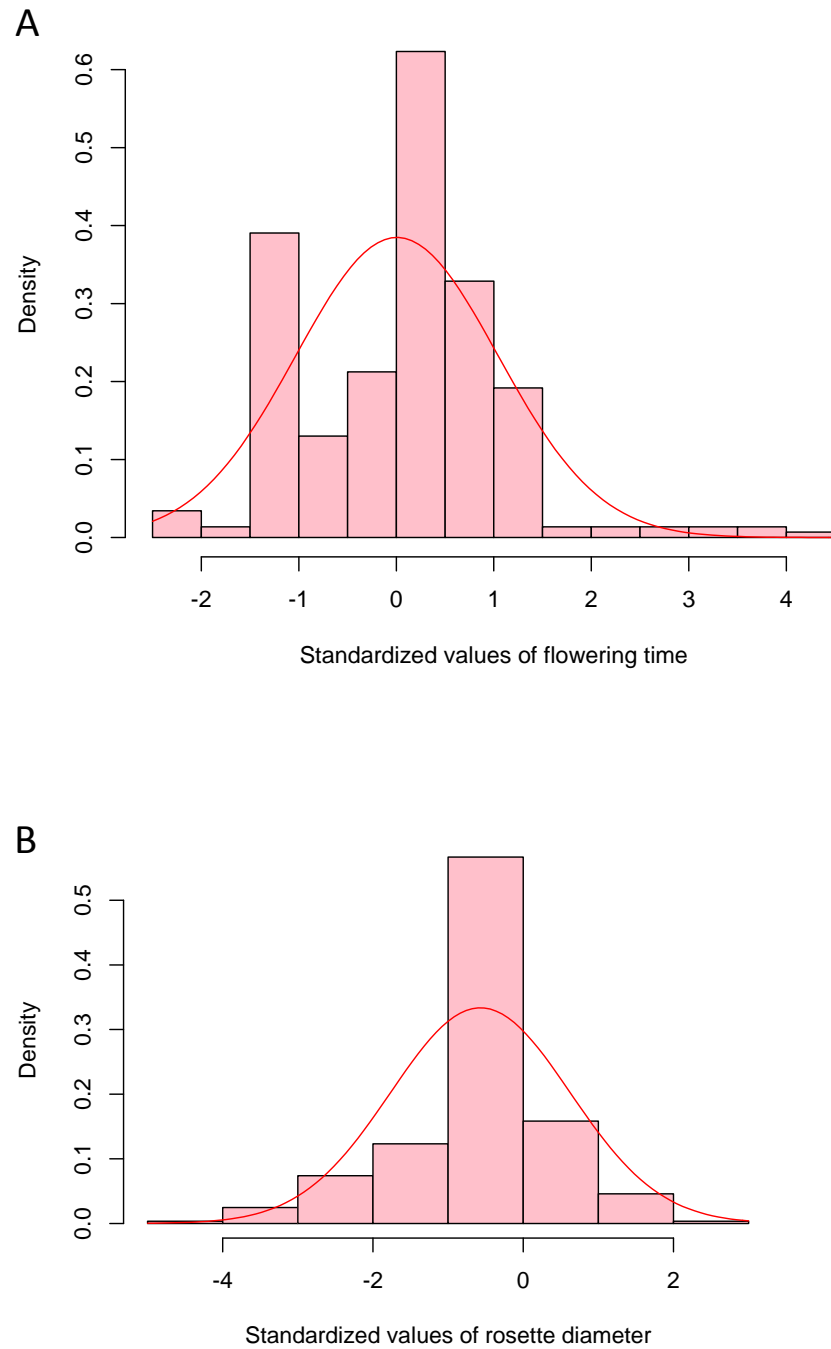 A
0.6
0.5
0.4
0.3
0.2
0.1
0.0
Density
-2 -1 0 1 2 3 4
Standardized values of flowering time
B
0.5
0.4
0.3
0.2
0.1
0.0
Density
-4 -2 0 2
Standardized values of rosette diameter